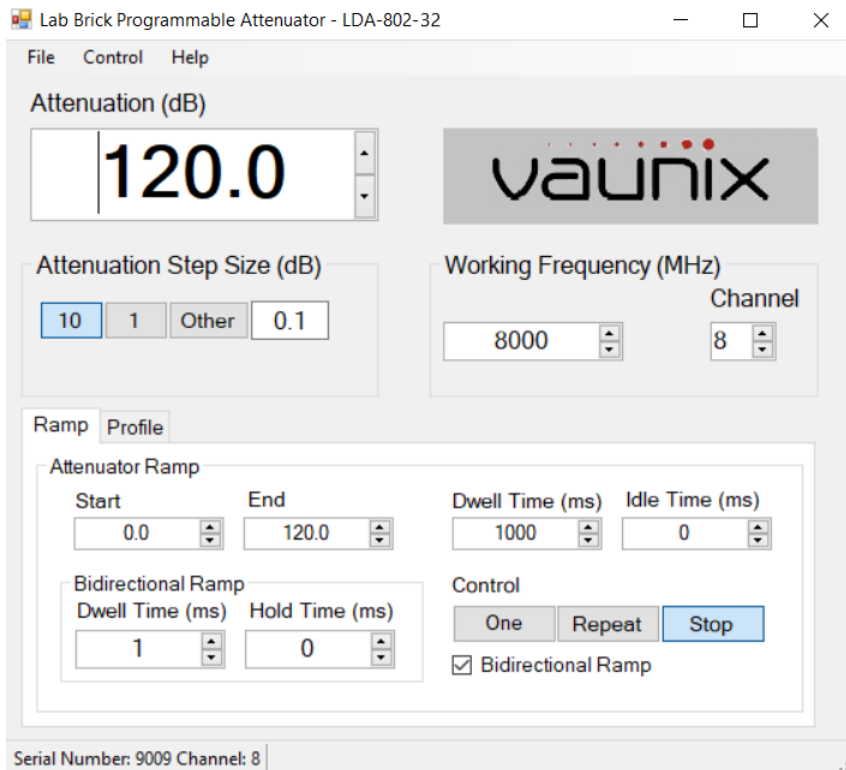 Lab Brick Programmable Attenuator - LDA-802-32
File Control Help
Attenuation (dB)
120.0
vaunix
Attenuation Step Size (dB)
10 1 Other 0.1
Working Frequency (MHz)
Channel
8000 8
Ramp Profile
Attenuator Ramp
Start End Dwell Time (ms) Idle Time (ms)
0.0 120.0 1000 0
Bidirectional Ramp
Dwell Time (ms) Hold Time (ms)
1 0
Control
One Repeat Stop
Bidirectional Ramp
Serial Number: 9009 Channel: 8